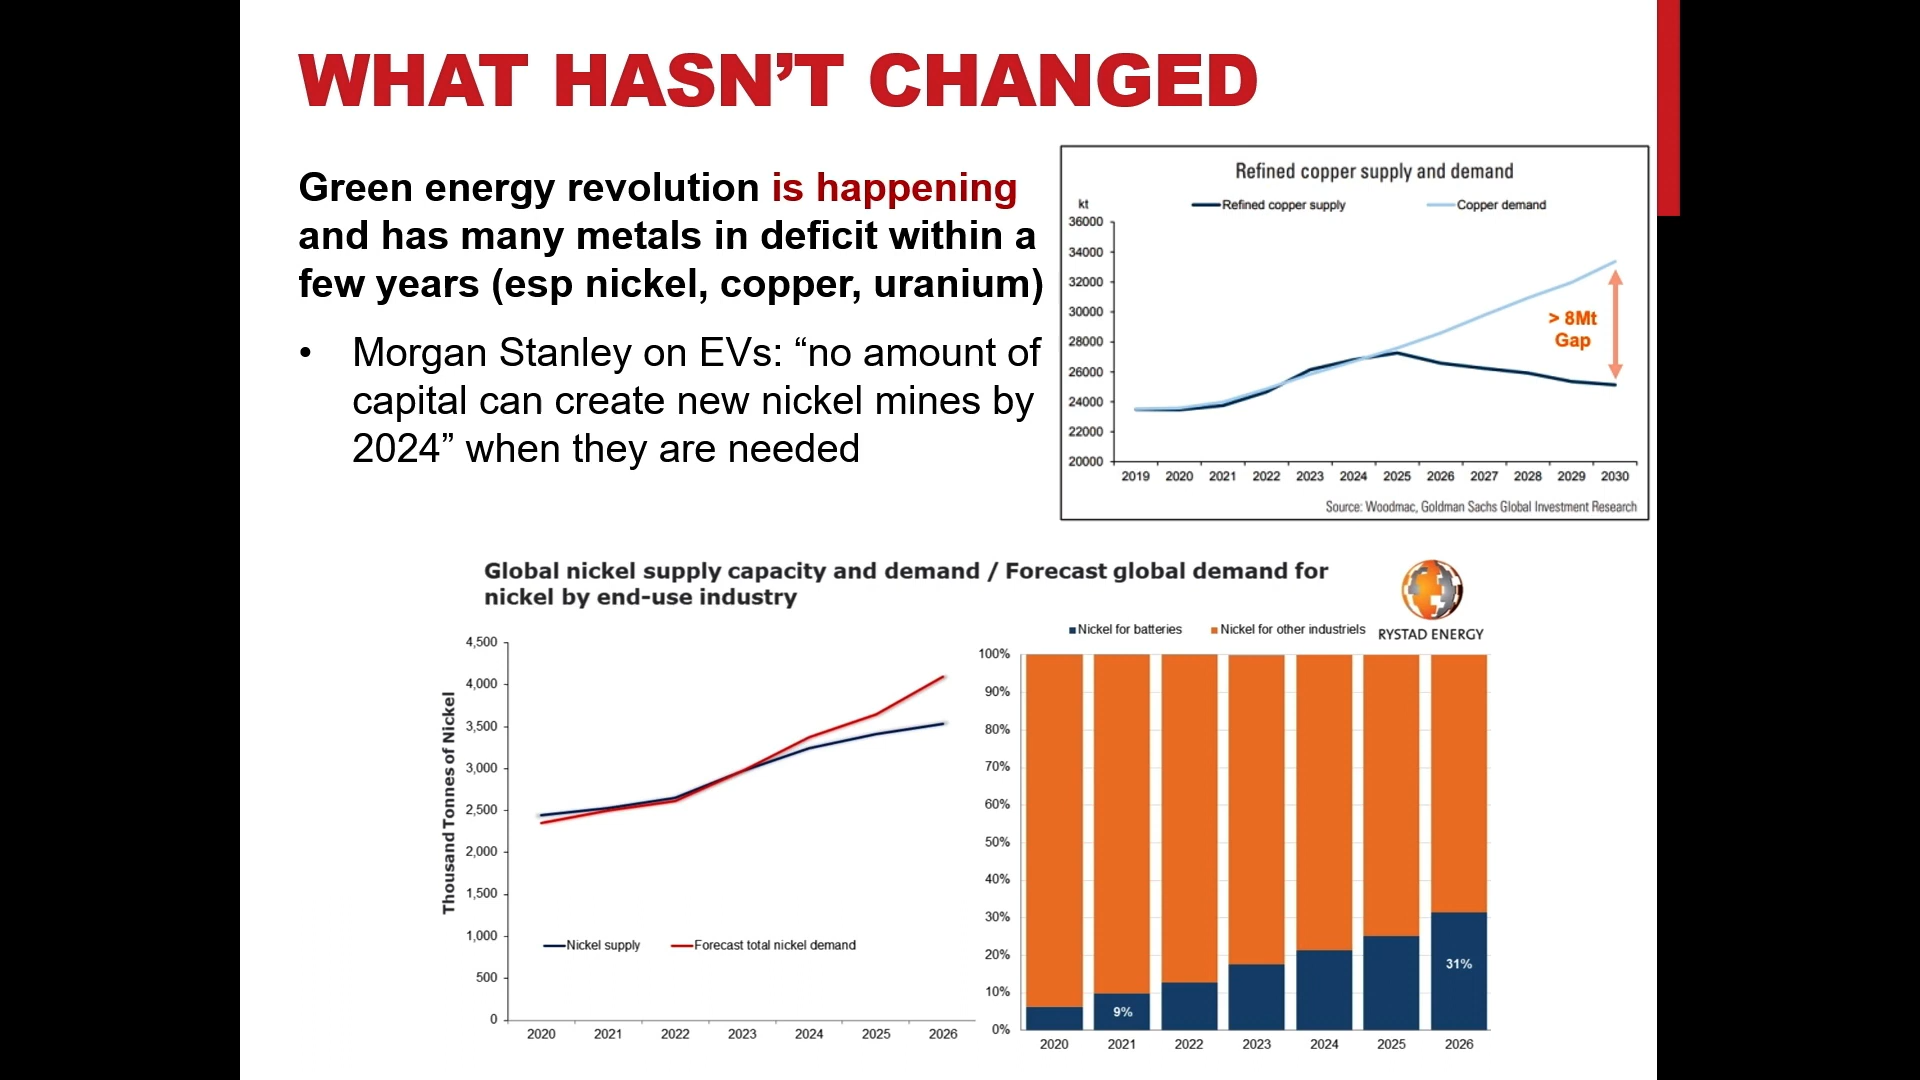 WHAT HASN’T CHANGED
Green energy revolution is happening
and has many metals in deficit within a
few years (esp nickel, copper, uranium)
• Morgan Stanley on EVs: “no amount of
capital can create new nickel mines by
2024” when they are needed
Refined copper supply and demand
kt
Refined copper supply
Copper demand
36000
34000
32000
30000
28000
26000
24000
22000
20000
> 8Mt
Gap
2019 2020 2021 2022 2023 2024 2025 2026 2027 2028 2029 2030
Source: Woodmac, Goldman Sachs Global Investment Research
Global nickel supply capacity and demand / Forecast global demand for
nickel by end-use industry
RYSTAD ENERGY
Thousand Tonnes of Nickel
4,500
4,000
3,500
3,000
2,500
2,000
1,500
1,000
500
0
Nickel supply
Forecast total nickel demand
2020 2021 2022 2023 2024 2025 2026
Nickel for batteries
Nickel for other industriels
100%
90%
80%
70%
60%
50%
40%
30%
20%
10%
0%
9%
31%
2020 2021 2022 2023 2024 2025 2026